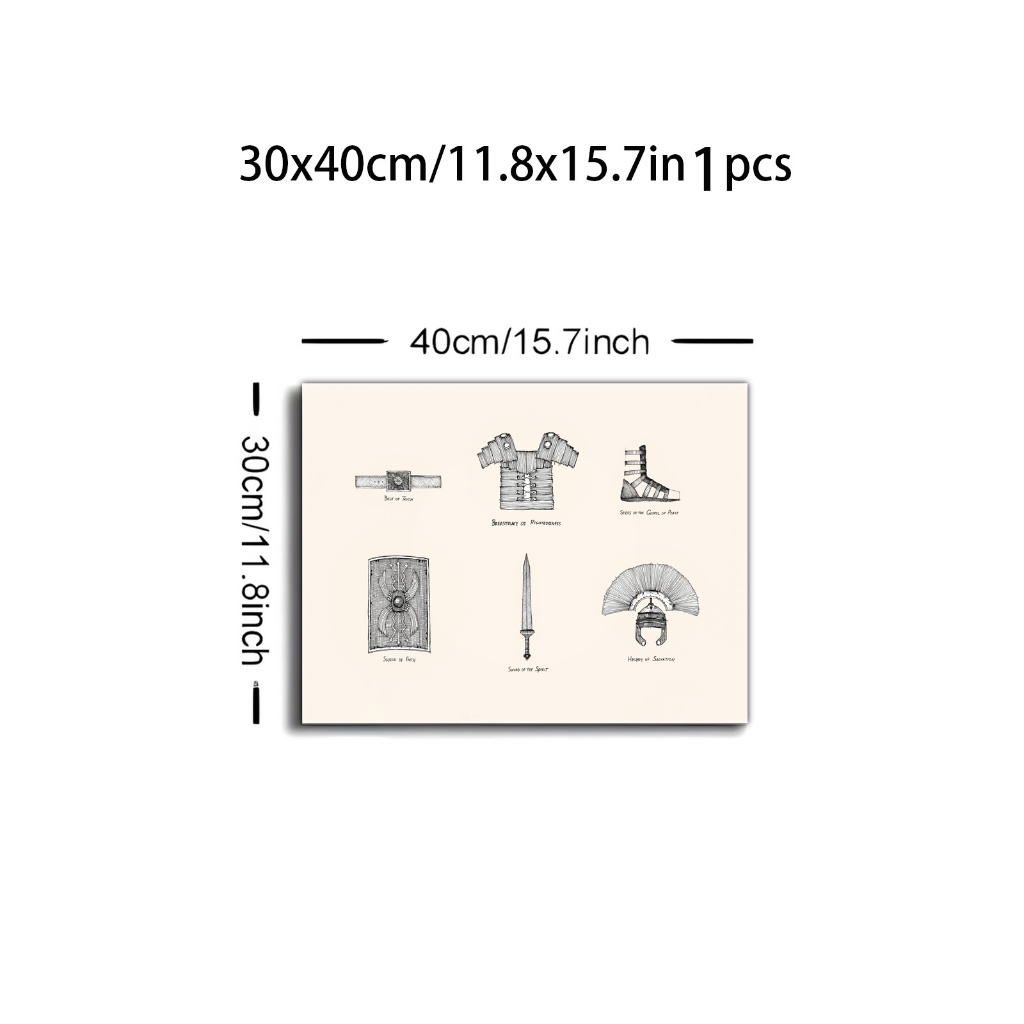 30x40cm/11.8x15.7in 1 pcs
40cm/15.7inch
30cm/11.8inch
Belt of Truth
Breastplate of Righteousness
Shoes of the Gospel of Peace
Shield of Faith
Sword of the Spirit
Helmet of Salvation